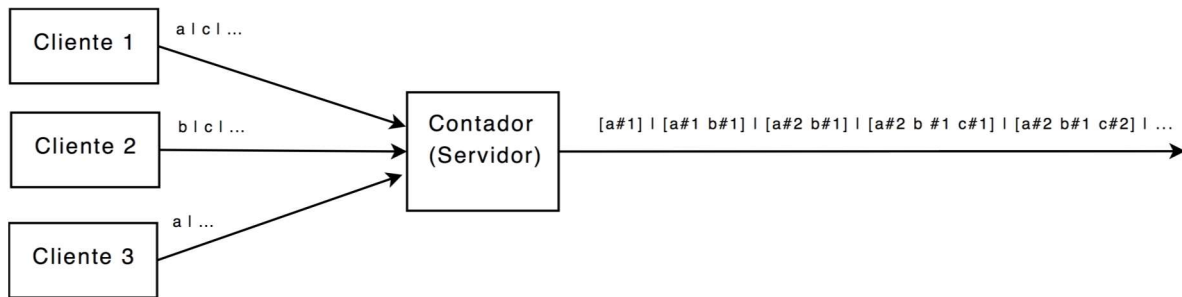 Cliente 1
a | c | ...
Cliente 2
b | c | ...
Cliente 3
a | ...
Contador
(Servidor)
[a#1] | [a#1 b#1] | [a#2 b#1] | [a#2 b #1 c#1] | [a#2 b#1 c#2] | ...